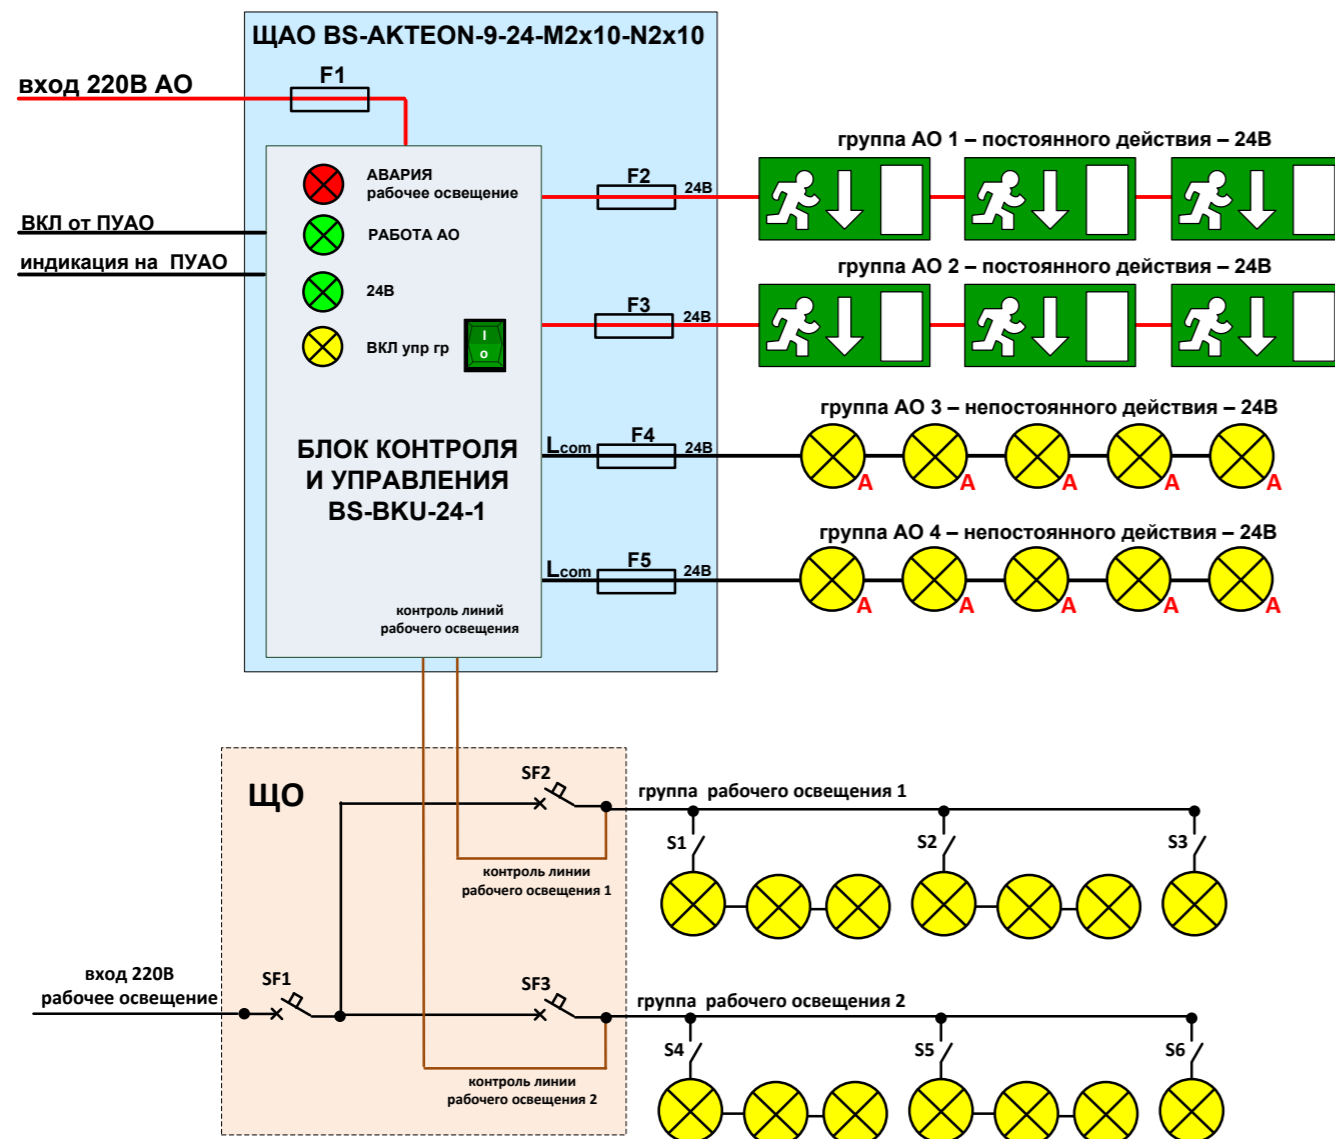 ЩАО BS-AKTEON-9-24-M2x10-N2x10
вход 220В АО
F1
АВАРИЯ
рабочее освещение
РАБОТА АО
24В
ВКЛ упр гр
I
o
ВКЛ от ПУАО
индикация на ПУАО
БЛОК КОНТРОЛЯ
И УПРАВЛЕНИЯ
BS-BKU-24-1
контроль линий
рабочего освещения
группа АО 1 – постоянного действия – 24В
F2
24В
группа АО 2 – постоянного действия – 24В
F3
24В
группа АО 3 – непостоянного действия – 24В
Lcom
F4
24В
A
A
A
A
A
группа АО 4 – непостоянного действия – 24В
Lcom
F5
24В
A
A
A
A
A
ЩО
SF2
группа рабочего освещения 1
S1
S2
S3
контроль линии
рабочего освещения 1
вход 220В
рабочее освещение
SF1
SF3
группа рабочего освещения 2
S4
S5
S6
контроль линии
рабочего освещения 2